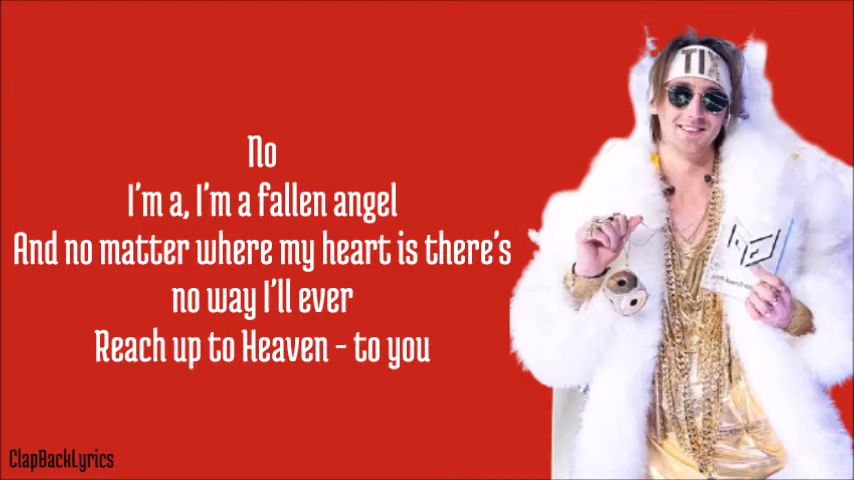 No
I'm a, I'm a fallen angel
And no matter where my heart is there's
no way I'll ever
Reach up to Heaven - to you
TIX
ClapBackLyrics